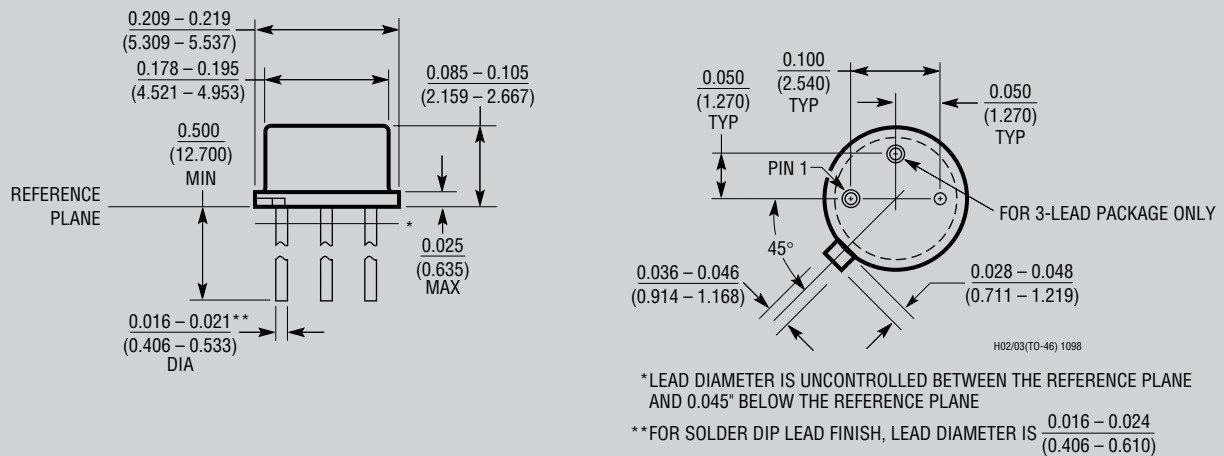 0.209 – 0.219
(5.309 – 5.537)
0.178 – 0.195
(4.521 – 4.953)
0.085 – 0.105
(2.159 – 2.667)
0.500
(12.700)
MIN
REFERENCE
PLANE
*
0.025
(0.635)
MAX
0.016 – 0.021**
(0.406 – 0.533)
DIA
0.050
(1.270)
TYP
0.100
(2.540)
TYP
0.050
(1.270)
TYP
PIN 1
FOR 3-LEAD PACKAGE ONLY
45°
0.036 – 0.046
(0.914 – 1.168)
0.028 – 0.048
(0.711 – 1.219)
H02/03(TO-46) 1098
*LEAD DIAMETER IS UNCONTROLLED BETWEEN THE REFERENCE PLANE
AND 0.045" BELOW THE REFERENCE PLANE
**FOR SOLDER DIP LEAD FINISH, LEAD DIAMETER IS 0.016 – 0.024
(0.406 – 0.610)